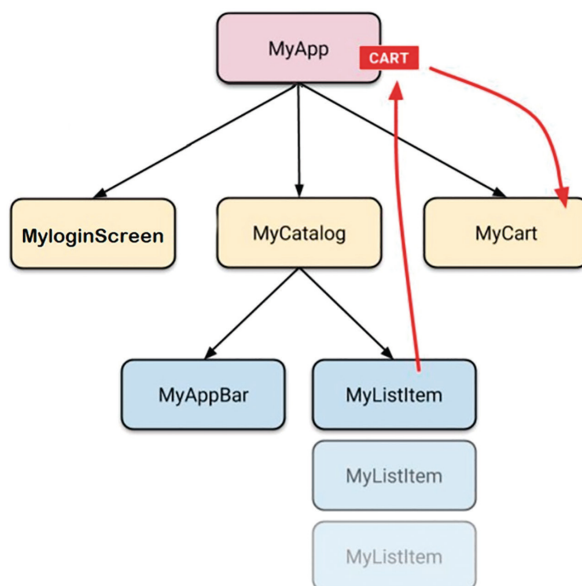 MyApp
CART
MyloginScreen
MyCatalog
MyCart
MyAppBar
MyListItem
MyListItem
MyListItem